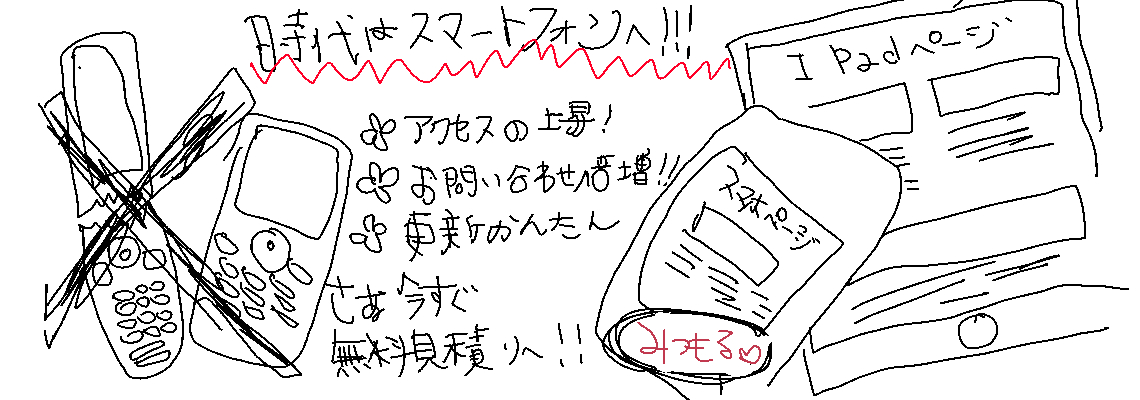 時代はスマートフォンへ!!!
アクセスの上昇!
お問い合わせ倍増!!
更新かんたん
さあ今すぐ
無料見積りへ!!
スマホページ
みつもる♡
I Padページ